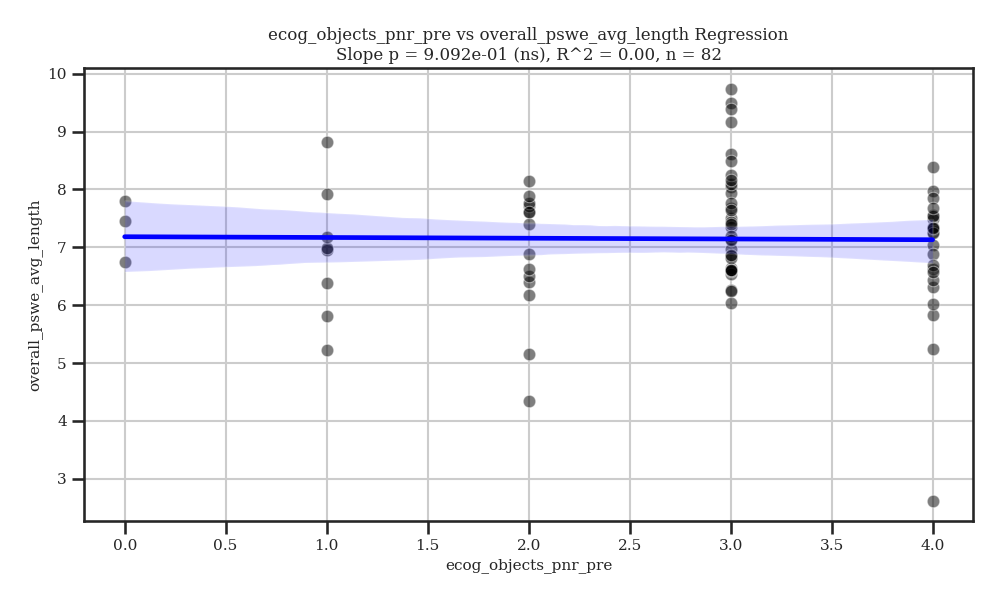 ecog_objects_pnr_pre vs overall_pswe_avg_length Regression
Slope p = 9.092e-01 (ns), R^2 = 0.00, n = 82
overall_pswe_avg_length
10
9
8
7
6
5
4
3
0.0 0.5 1.0 1.5 2.0 2.5 3.0 3.5 4.0
ecog_objects_pnr_pre